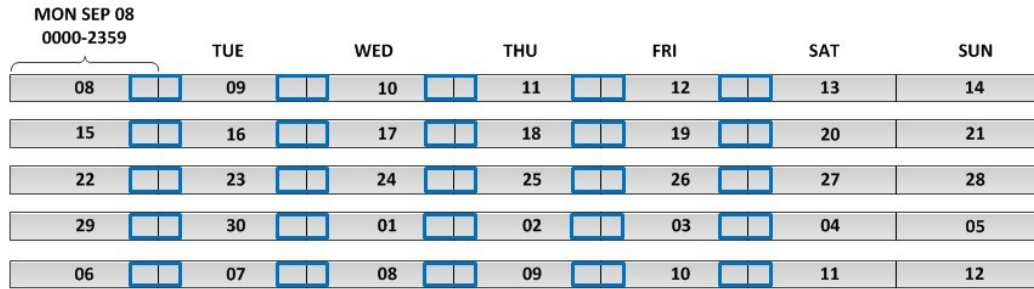 MON SEP 08
0000-2359
TUE WED THU FRI SAT SUN
08 09 10 11 12 13 14
15 16 17 18 19 20 21
22 23 24 25 26 27 28
29 30 01 02 03 04 05
06 07 08 09 10 11 12